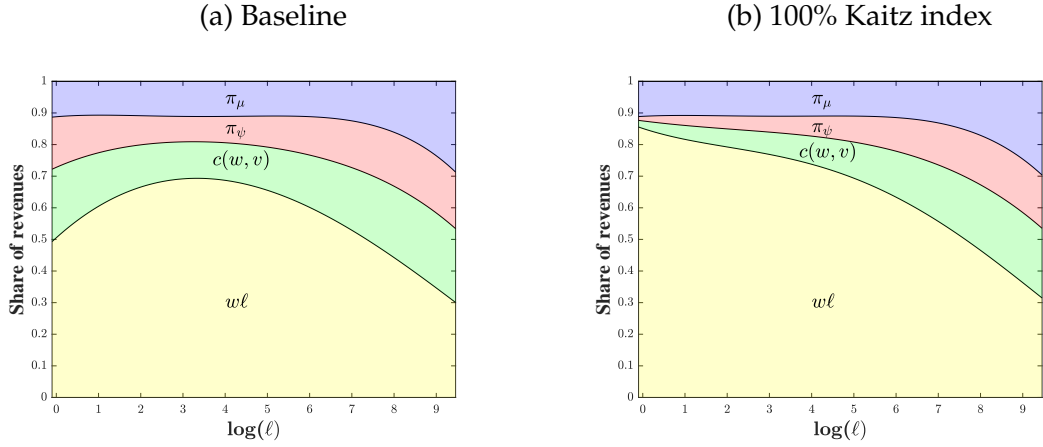 (a) Baseline
1
0.9
0.8
0.7
0.6
0.5
0.4
0.3
0.2
0.1
0
Share of revenues
π_μ
π_ψ
c(w, v)
wℓ
0 1 2 3 4 5 6 7 8 9
log(ℓ)
(b) 100% Kaitz index
1
0.9
0.8
0.7
0.6
0.5
0.4
0.3
0.2
0.1
0
Share of revenues
π_μ
π_ψ
c(w, v)
wℓ
0 1 2 3 4 5 6 7 8 9
log(ℓ)